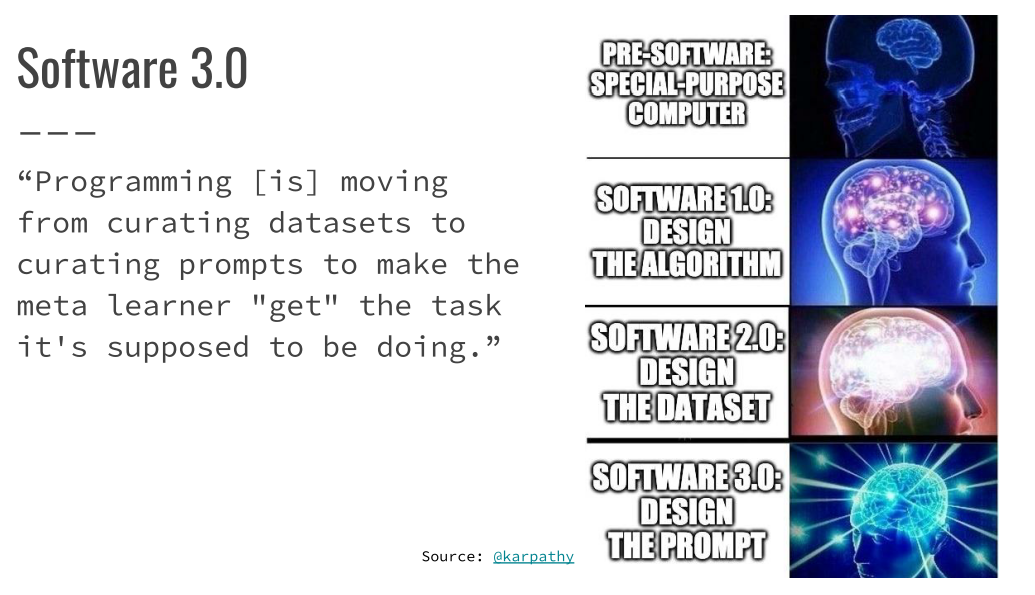 Software 3.0
———
“Programming [is] moving
from curating datasets to
curating prompts to make the
meta learner "get" the task
it's supposed to be doing.”
PRE-SOFTWARE:
SPECIAL-PURPOSE
COMPUTER
SOFTWARE 1.0:
DESIGN
THE ALGORITHM
SOFTWARE 2.0:
DESIGN
THE DATASET
SOFTWARE 3.0:
DESIGN
THE PROMPT
Source: @karpathy